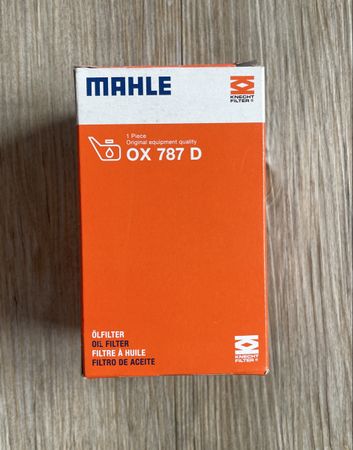 MAHLE
KNECHT
FILTER®
1 Piece
Original equipment quality
OX 787 D
ÖLFILTER
OIL FILTER
FILTRE À HUILE
FILTRO DE ACEITE
KNECHT
FILTER®